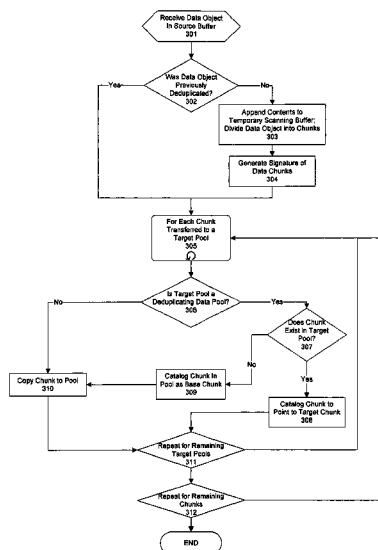 Receive Data Object
In Source Buffer
301
Was Data Object
Previously
Deduplicated?
302
Yes
No
Append Contents to
Temporary Scanning Buffer;
Divide Data Object into Chunks
303
Generate Signature of
Data Chunks
304
For Each Chunk
Transferred to a
Target Pool
305
Is Target Pool a
Deduplicating Data Pool?
306
No
Yes
Does Chunk
Exist in Target
Pool?
307
No
Yes
Copy Chunk to Pool
310
Catalog Chunk in
Pool as Base Chunk
309
Catalog Chunk to
Point to Target Chunk
308
Repeat for Remaining
Target Pools
311
Repeat for Remaining
Chunks
312
END